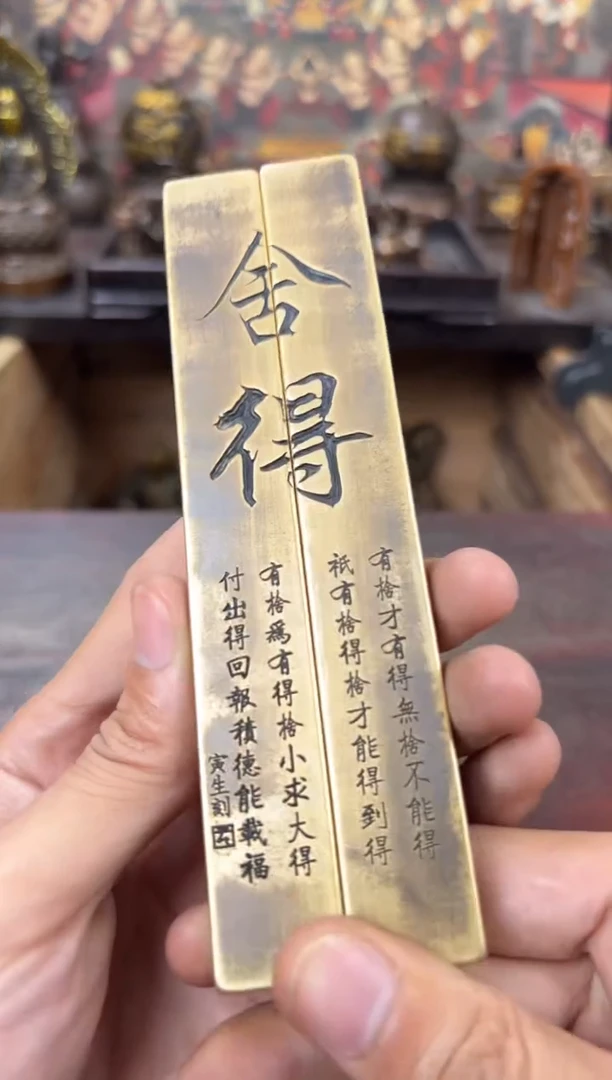 舍得
有捨才有得無捨不能得
祇有捨得捨才能得到得
有捨爲有得捨小求大得
付出得回報積德能載福
寅生刻